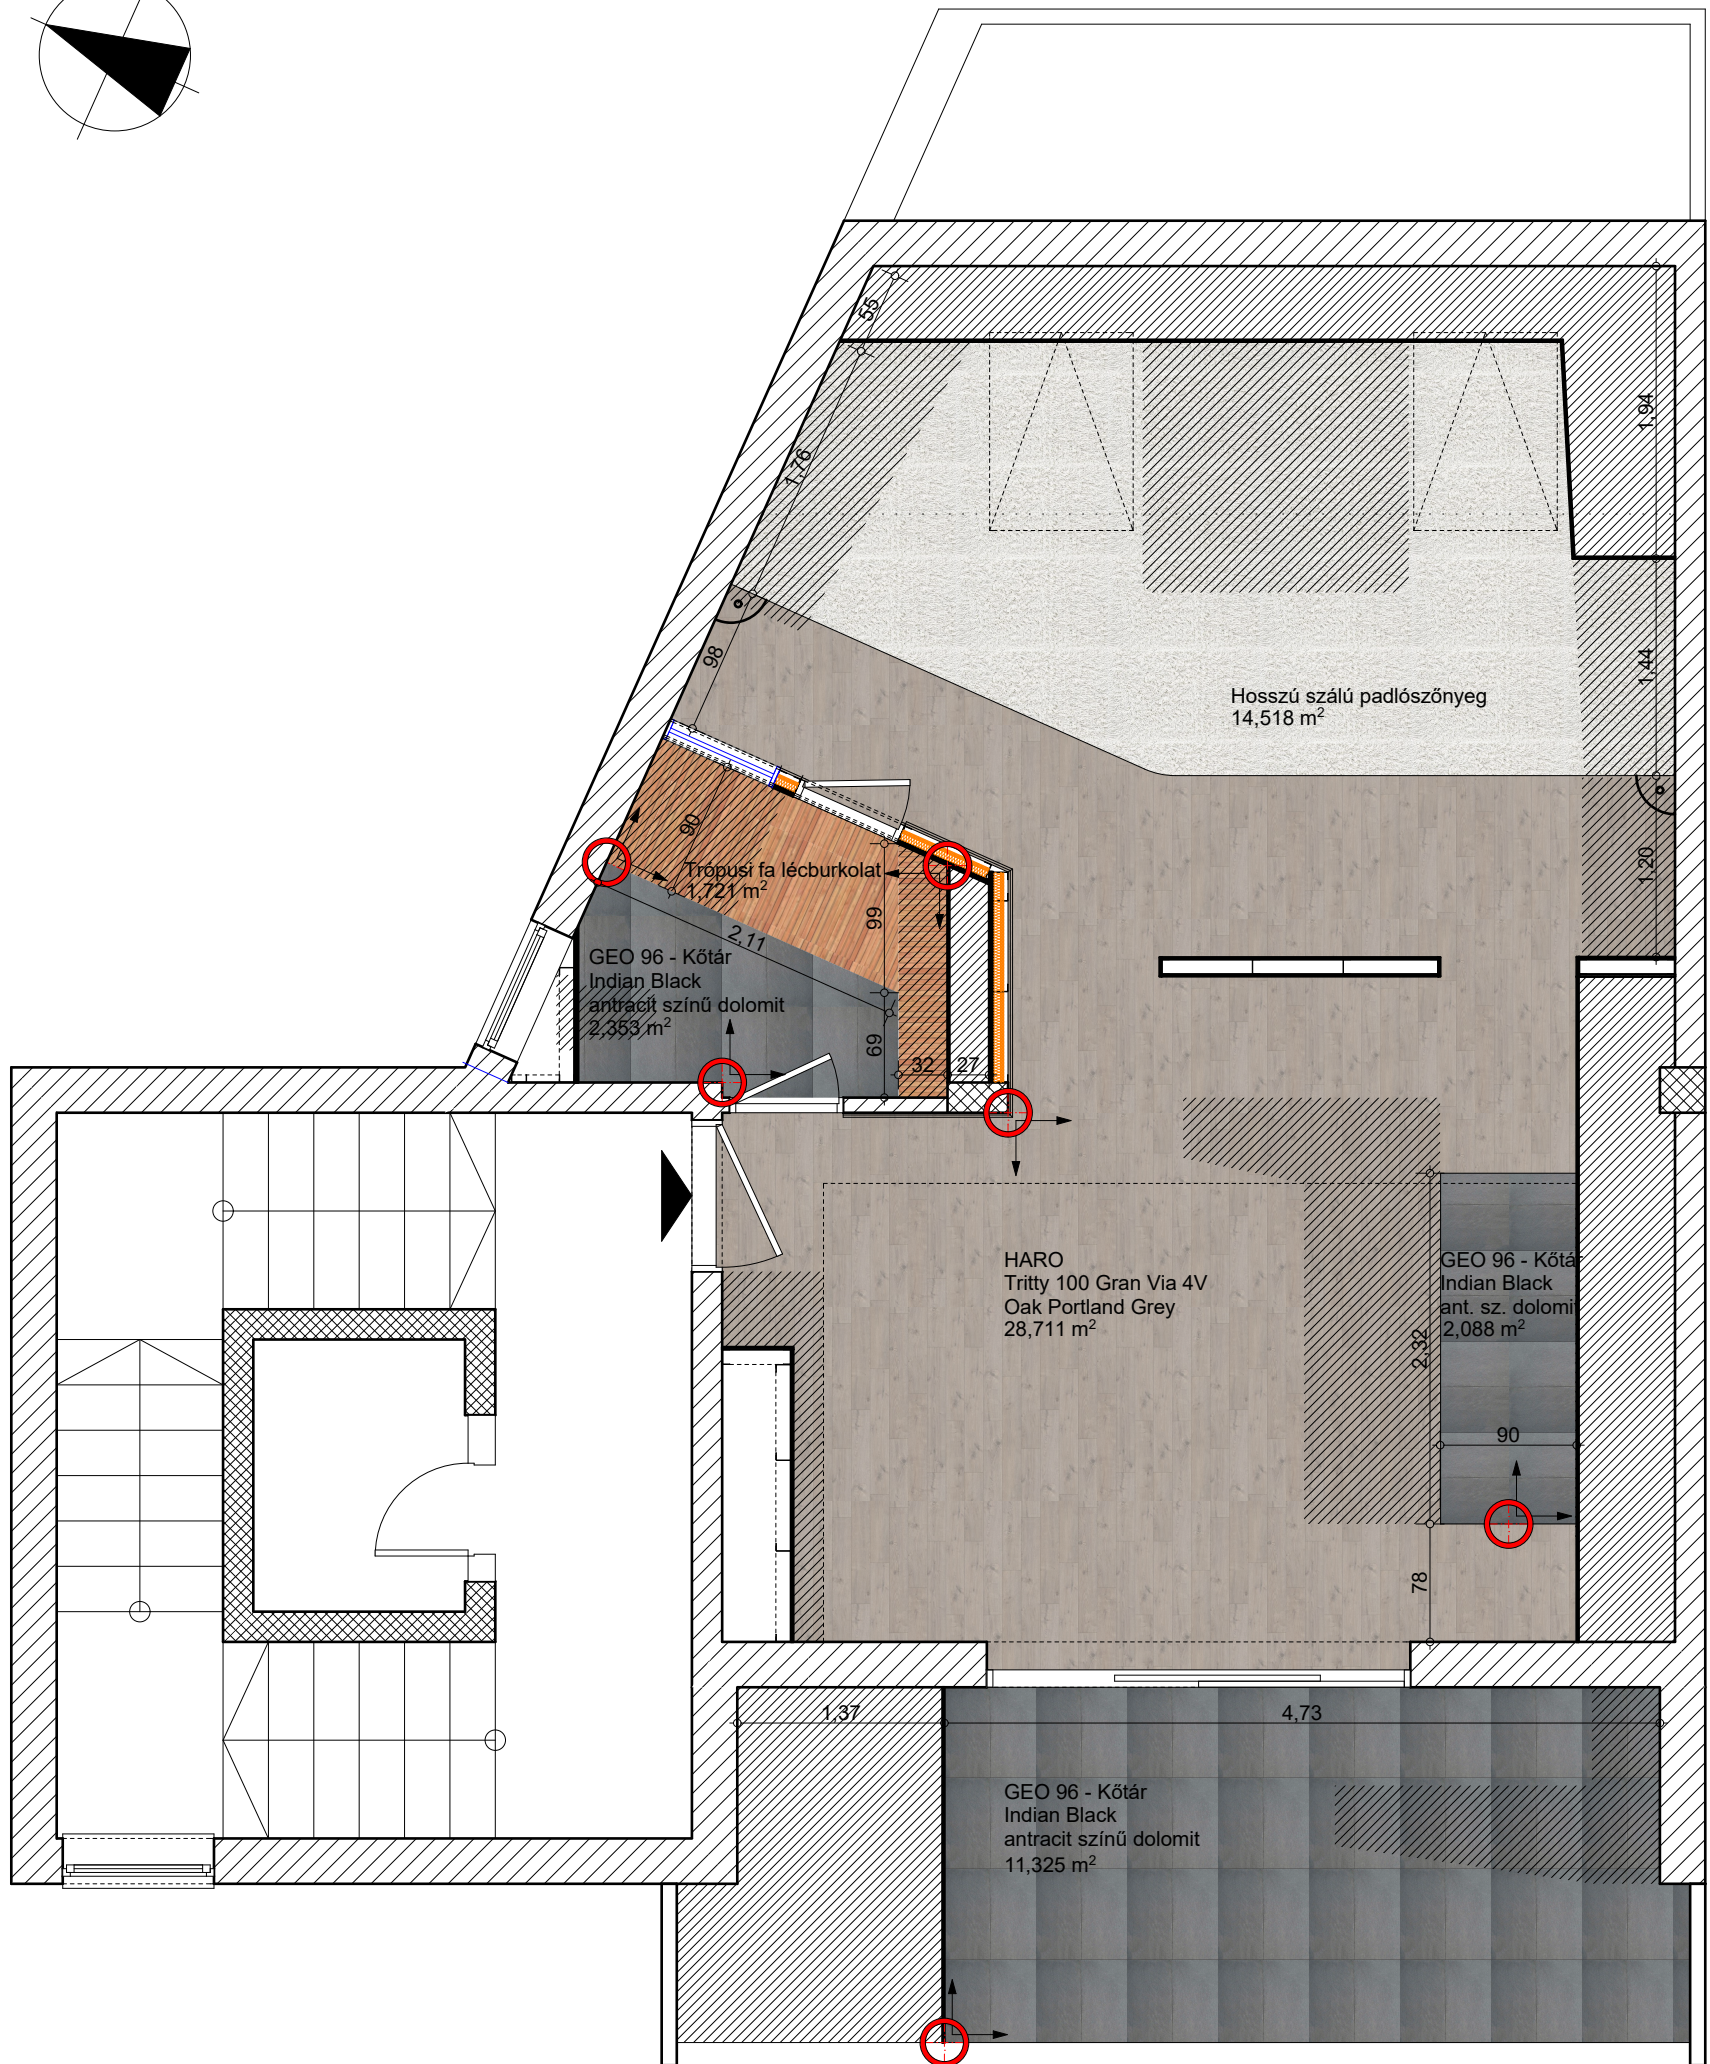 55
1,94
1,76
98
Hosszú szálú padlószőnyeg
14,518 m²
1,44
1,20
90
Trópusi fa lécburkolat
1,721 m²
99
2,11
GEO 96 - Kőtár
Indian Black
antracit színű dolomit
2,353 m²
69
32
27
HARO
Tritty 100 Gran Via 4V
Oak Portland Grey
28,711 m²
GEO 96 - Kőtár
Indian Black
ant. sz. dolomit
2,088 m²
2,32
90
78
1,37
4,73
GEO 96 - Kőtár
Indian Black
antracit színű dolomit
11,325 m²